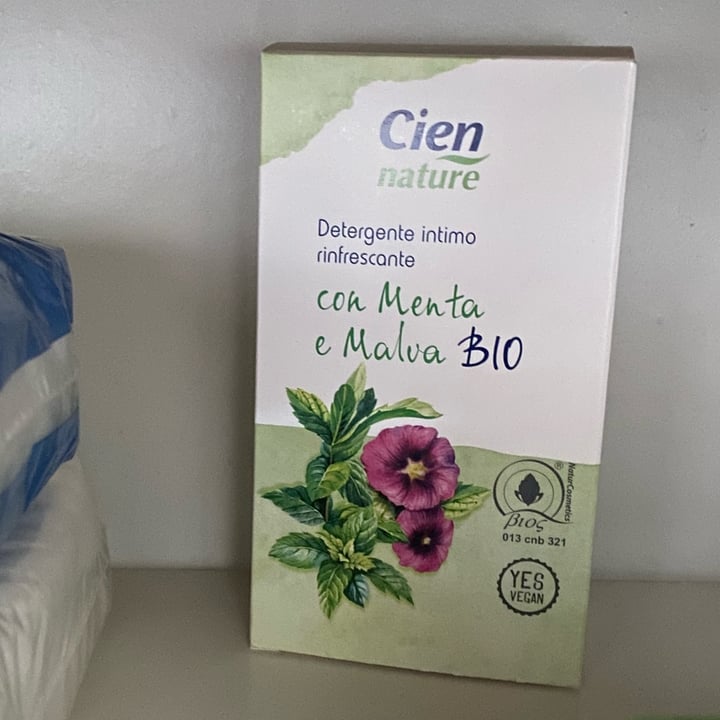 Cien
nature
Detergente intimo
rinfrescante
con Menta
e Malva BIO
NaturCosmetics
®
βιος
013 cnb 321
YES
VEGAN